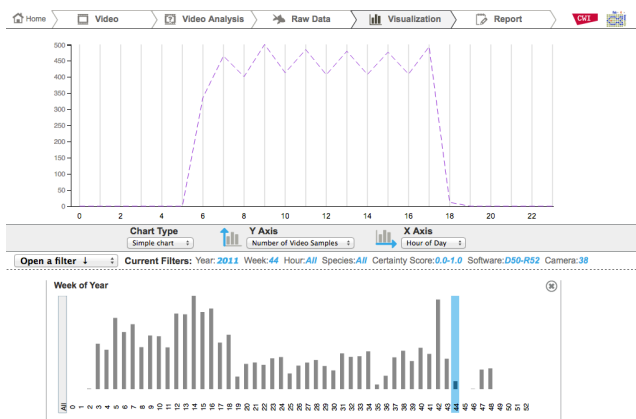 Home Video Video Analysis Raw Data Visualization Report CWI
500
450
400
350
300
250
200
150
100
50
0
0 2 4 6 8 10 12 14 16 18 20 22
Chart Type Y Axis X Axis
Simple chart Number of Video Samples Hour of Day
Open a filter ↓ Current Filters: Year:2011 Week:44 Hour:All Species:All Certainty Score:0.0-1.0 Software:D50-R52 Camera:38
Week of Year
All 0 1 2 3 4 5 6 7 8 9 10 11 12 13 14 15 16 17 18 19 20 21 22 23 24 25 26 27 28 29 30 31 32 33 34 35 36 37 38 39 40 41 42 43 44 45 46 47 48 49 50 51 52